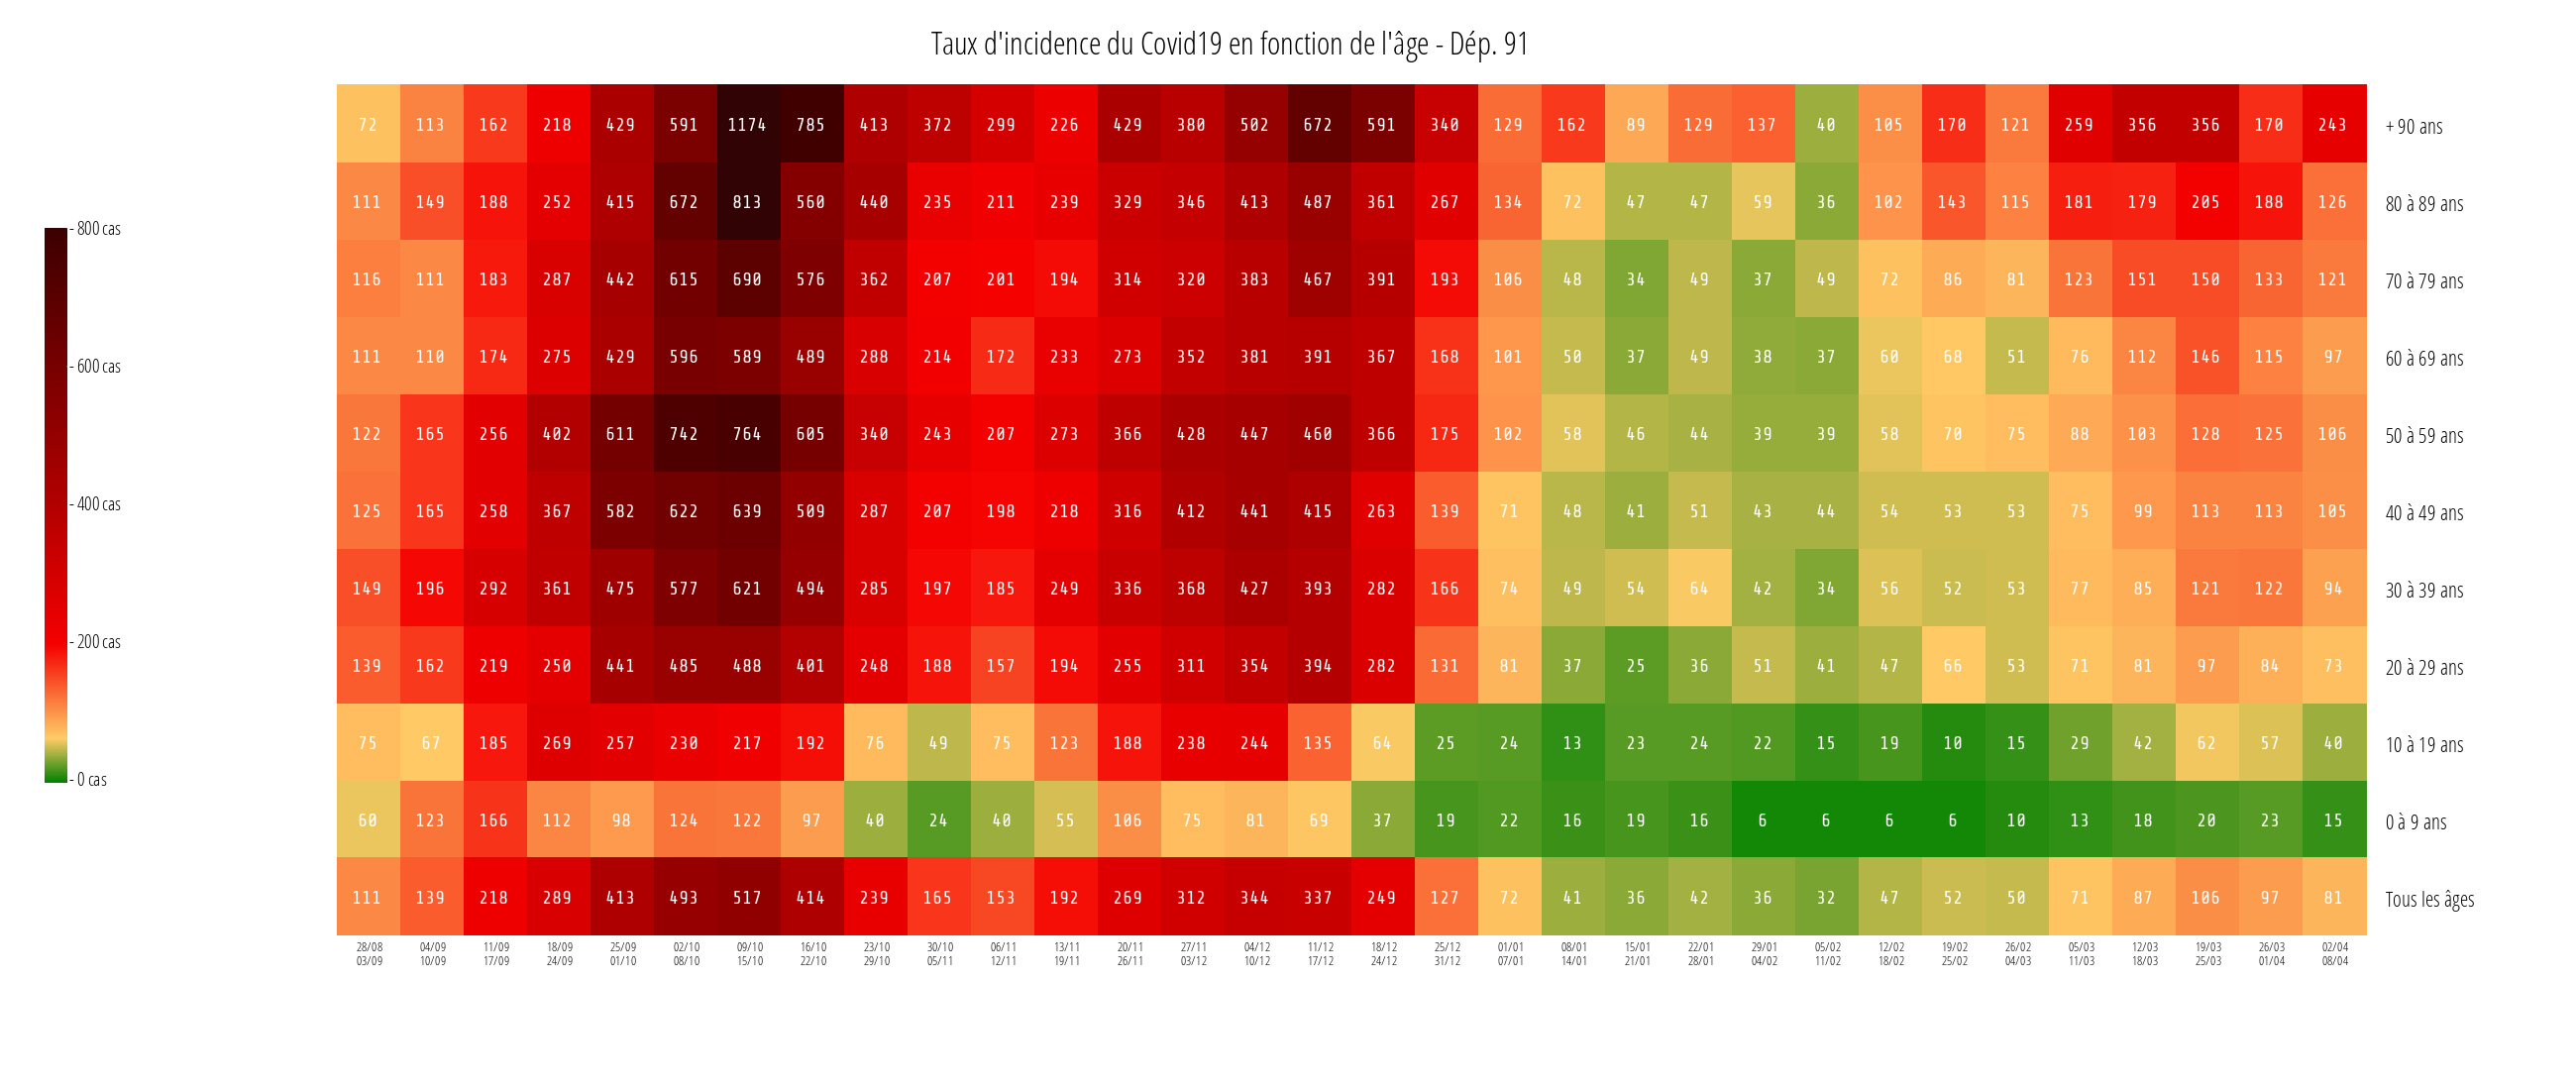 Taux d'incidence du Covid19 en fonction de l'âge - Dép. 91
72 113 162 218 429 591 1174 785 413 372 299 226 429 380 502 672 591 340 129 162 89 129 137 40 105 170 121 259 356 356 170 243 + 90 ans
111 149 188 252 415 672 813 560 440 235 211 239 329 346 413 487 361 267 134 72 47 47 59 36 102 143 115 181 179 205 188 126 80 à 89 ans
- 800 cas
116 111 183 287 442 615 690 576 362 207 201 194 314 320 383 467 391 193 106 48 34 49 37 49 72 86 81 123 151 150 133 121 70 à 79 ans
111 110 174 275 429 596 589 489 288 214 172 233 273 352 381 391 367 168 101 50 37 49 38 37 60 68 51 76 112 146 115 97 60 à 69 ans
- 600 cas
122 165 256 402 611 742 764 605 340 243 207 273 366 428 447 460 366 175 102 58 46 44 39 39 58 70 75 88 103 128 125 106 50 à 59 ans
- 400 cas
125 165 258 367 582 622 639 509 287 207 198 218 316 412 441 415 263 139 71 48 41 51 43 44 54 53 53 75 99 113 113 105 40 à 49 ans
149 196 292 361 475 577 621 494 285 197 185 249 336 368 427 393 282 166 74 49 54 64 42 34 56 52 53 77 85 121 122 94 30 à 39 ans
- 200 cas
139 162 219 250 441 485 488 401 248 188 157 194 255 311 354 394 282 131 81 37 25 36 51 41 47 66 53 71 81 97 84 73 20 à 29 ans
75 67 185 269 257 230 217 192 76 49 75 123 188 238 244 135 64 25 24 13 23 24 22 15 19 10 15 29 42 62 57 40 10 à 19 ans
- 0 cas
60 123 166 112 98 124 122 97 40 24 40 55 106 75 81 69 37 19 22 16 19 16 6 6 6 6 10 13 18 20 23 15 0 à 9 ans
111 139 218 289 413 493 517 414 239 165 153 192 269 312 344 337 249 127 72 41 36 42 36 32 47 52 50 71 87 106 97 81 Tous les âges
28/08 04/09 11/09 18/09 25/09 02/10 09/10 16/10 23/10 30/10 06/11 13/11 20/11 27/11 04/12 11/12 18/12 25/12 01/01 08/01 15/01 22/01 29/01 05/02 12/02 19/02 26/02 05/03 12/03 19/03 26/03 02/04
03/09 10/09 17/09 24/09 01/10 08/10 15/10 22/10 29/10 05/11 12/11 19/11 26/11 03/12 10/12 17/12 24/12 31/12 07/01 14/01 21/01 28/01 04/02 11/02 18/02 25/02 04/03 11/03 18/03 25/03 01/04 08/04